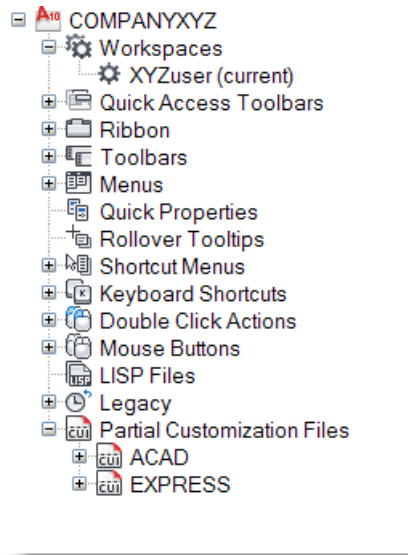 COMPANYXYZ
Workspaces
XYZuser (current)
Quick Access Toolbars
Ribbon
Toolbars
Menus
Quick Properties
Rollover Tooltips
Shortcut Menus
Keyboard Shortcuts
Double Click Actions
Mouse Buttons
LISP Files
Legacy
Partial Customization Files
ACAD
EXPRESS